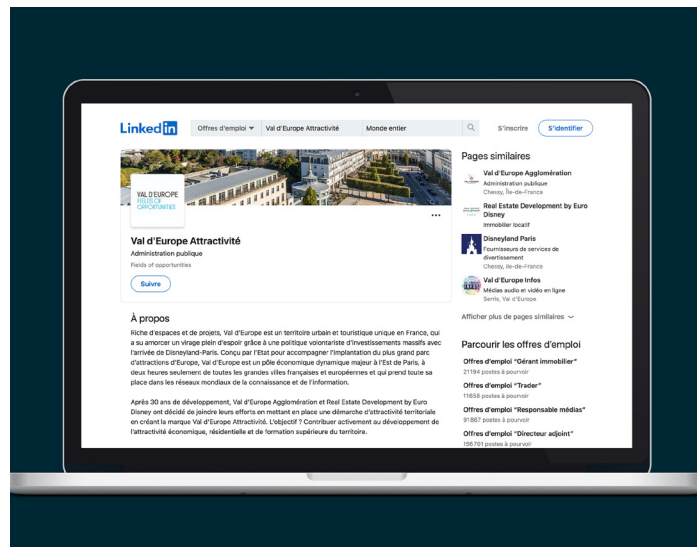 LinkedIn
Offres d'emploi
Val d'Europe Attractivité
Monde entier
S'inscrire
S'identifier
VAL D'EUROPE
FIELDS OF
OPPORTUNITIES
Val d'Europe Attractivité
Administration publique
Fields of opportunities
Suivre
À propos
Riche d'espaces et de projets, Val d'Europe est un territoire urbain et touristique unique en France, qui
a su amorcer un virage plein d'espoir grâce à une politique volontariste d'investissements massifs avec
l'arrivée de Disneyland-Paris. Conçu par l'Etat pour accompagner l'implantation du plus grand parc
d'attractions d'Europe, Val d'Europe est un pôle économique dynamique majeur à l'Est de Paris, à
deux heures seulement de toutes les grandes villes françaises et européennes et qui prend toute sa
place dans les réseaux mondiaux de la connaissance et de l'information.
Après 30 ans de développement, Val d'Europe Agglomération et Real Estate Development by Euro
Disney ont décidé de joindre leurs efforts en mettant en place une démarche d'attractivité territoriale
en créant la marque Val d'Europe Attractivité. L'objectif ? Contribuer activement au développement de
l'attractivité économique, résidentielle et de formation supérieure du territoire.
Pages similaires
Val d'Europe Agglomération
Administration publique
Chessy, Île-de-France
Real Estate Development by Euro
Disney
Immobilier locatif
Disneyland Paris
Fournisseurs de services de
divertissement
Chessy, Ile-de-France
Val d'Europe Infos
Médias audio et vidéo en ligne
Serris, Val d'Europe
Afficher plus de pages similaires
Parcourir les offres d'emploi
Offres d'emploi "Gérant immobilier"
21194 postes à pourvoir
Offres d'emploi "Trader"
11658 postes à pourvoir
Offres d'emploi "Responsable médias"
91867 postes à pourvoir
Offres d'emploi "Directeur adjoint"
156701 postes à pourvoir